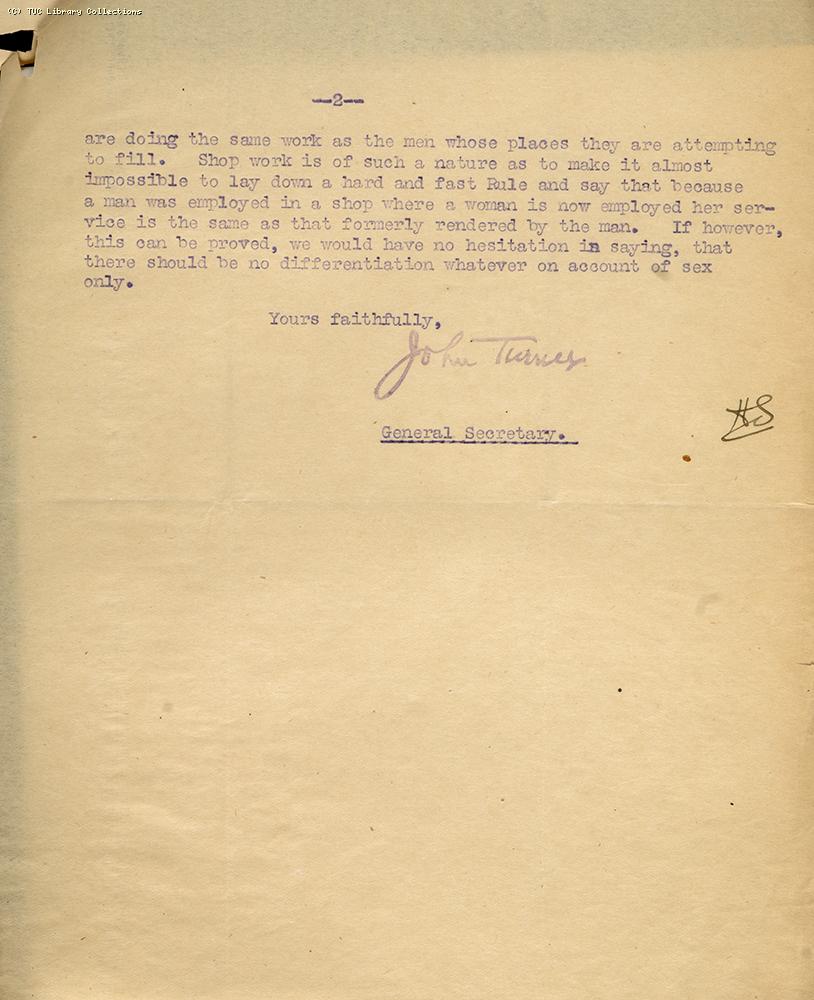 (C) TUC Library Collections
—2—
are doing the same work as the men whose places they are attempting
to fill. Shop work is of such a nature as to make it almost
impossible to lay down a hard and fast Rule and say that because
a man was employed in a shop where a woman is now employed her ser-
vice is the same as that formerly rendered by the man. If however,
this can be proved, we would have no hesitation in saying, that
there should be no differentiation whatever on account of sex
only.
Yours faithfully,
John Turner
HS
General Secretary.